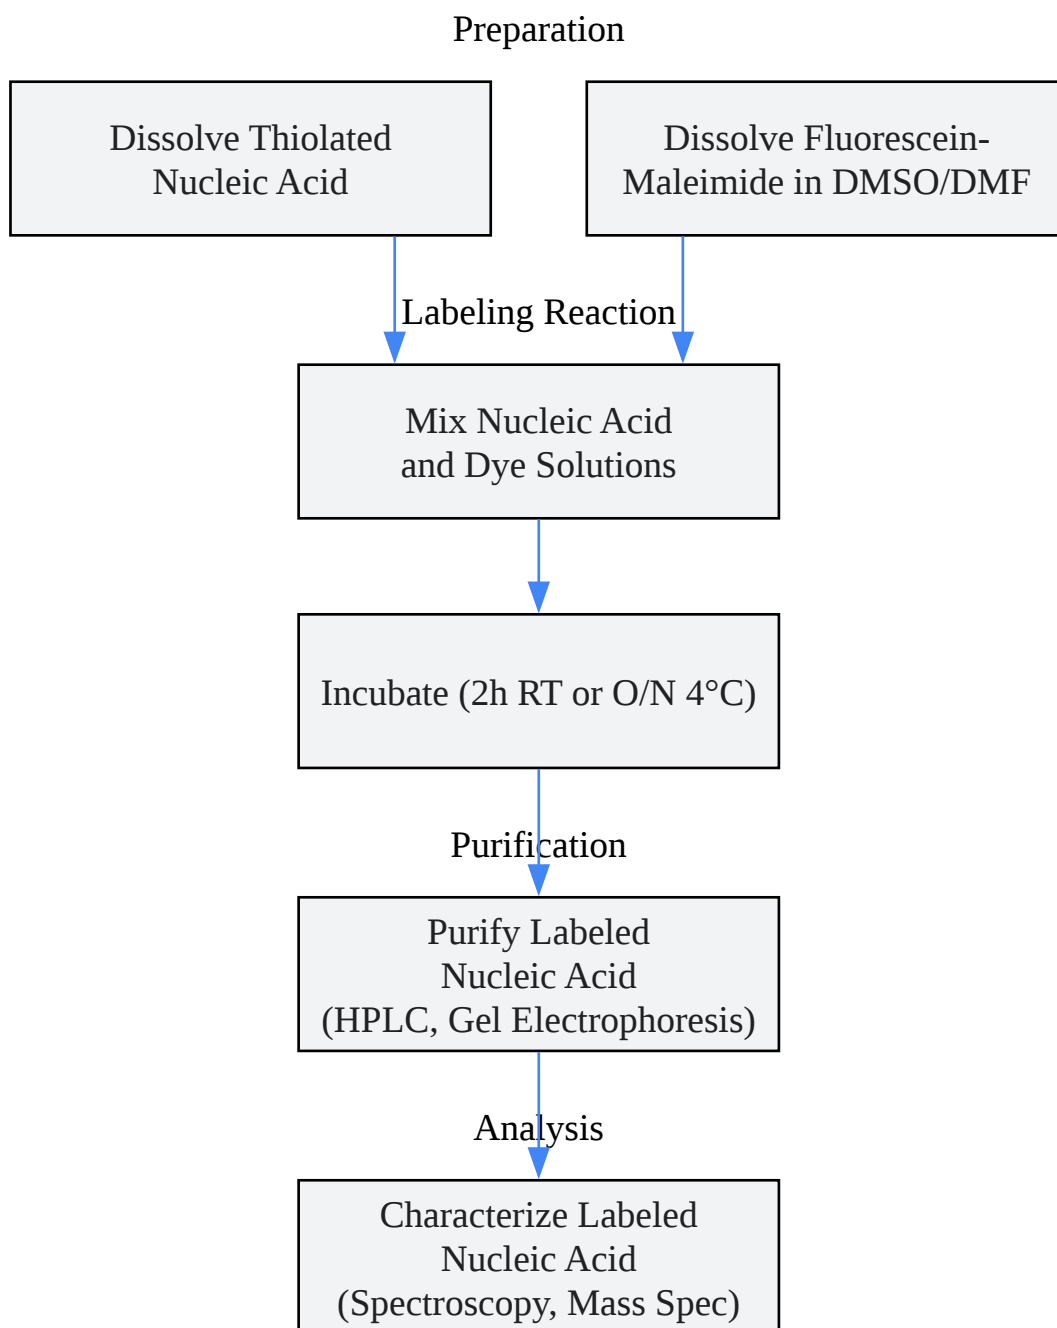 Preparation
Dissolve Thiolated
Nucleic Acid
Dissolve Fluorescein-
Maleimide in DMSO/DMF
Labeling Reaction
Mix Nucleic Acid
and Dye Solutions
Incubate (2h RT or O/N 4°C)
Purification
Purify Labeled
Nucleic Acid
(HPLC, Gel Electrophoresis)
Analysis
Characterize Labeled
Nucleic Acid
(Spectroscopy, Mass Spec)